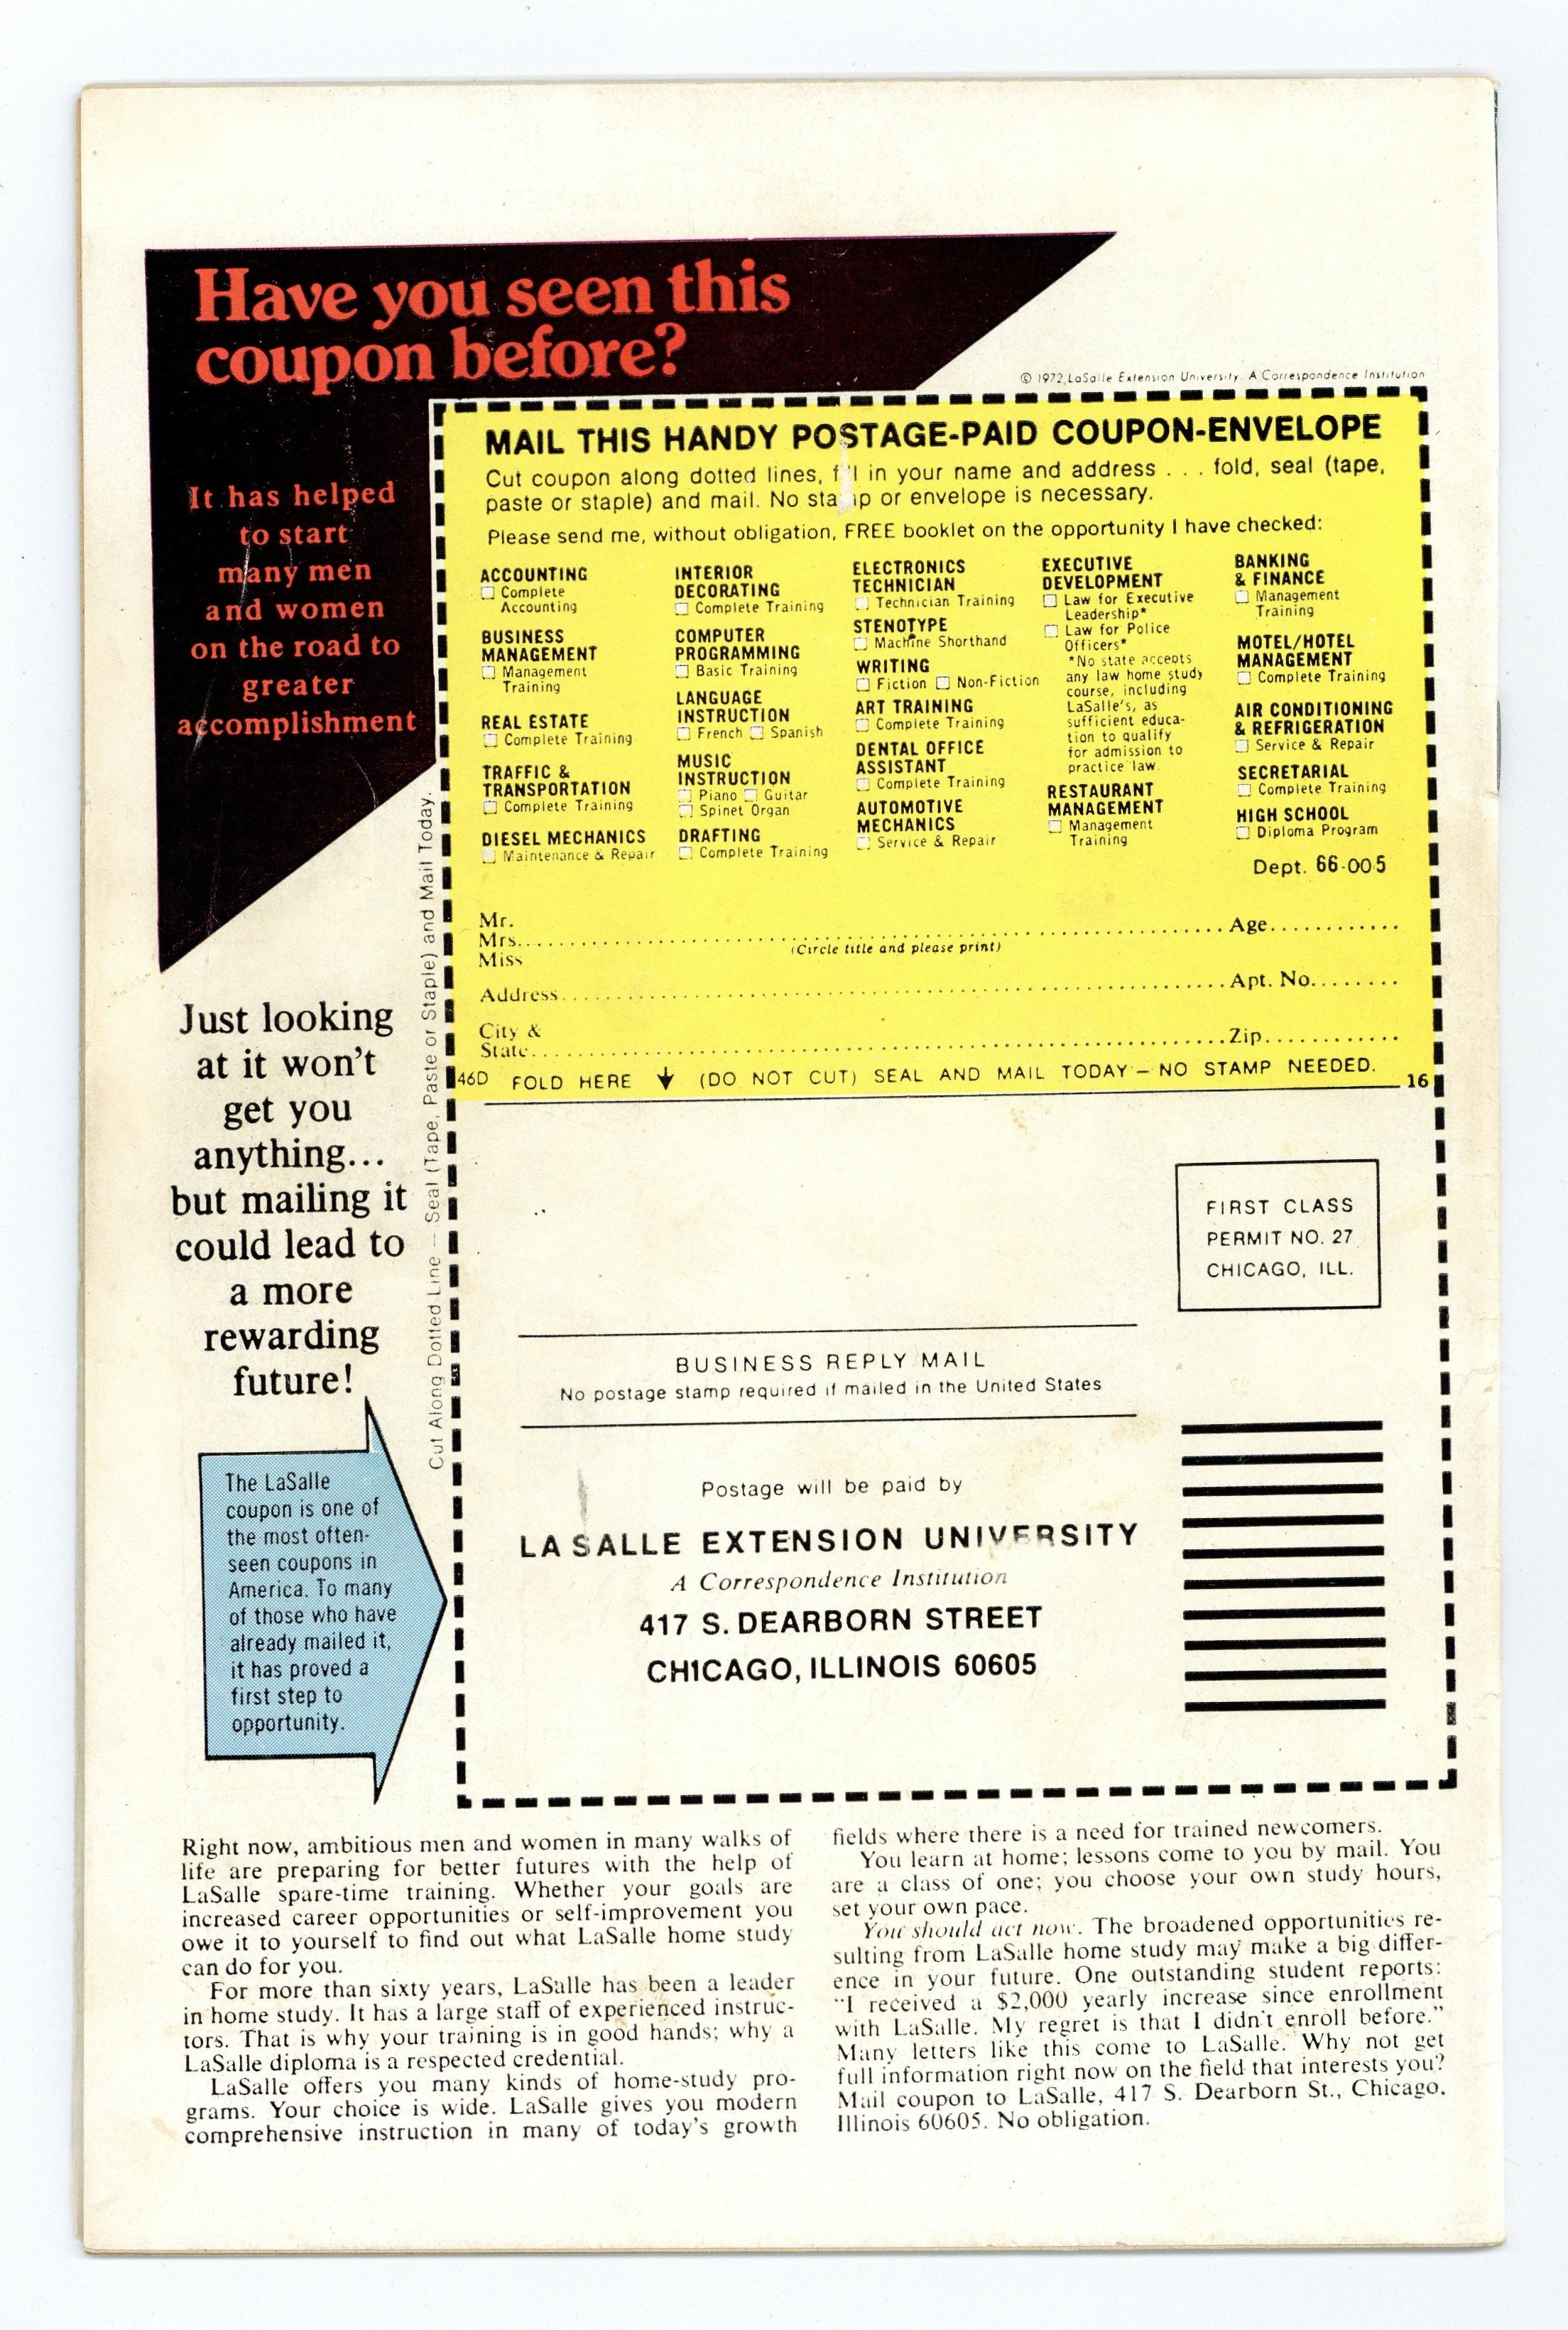 Have you seen this
coupon before?
It has helped
to start
many men
and women
on the road to
greater
accomplishment
Just looking
at it won't
get you
anything...
but mailing it
could lead to
a more
rewarding
future!
The LaSalle
coupon is one of
the most often-
seen coupons in
America. To many
of those who have
already mailed it,
it has proved a
first step to
opportunity.
© 1972, LaSalle Extension University. A Correspondence Institution
Cut Along Dotted Line — Seal (Tape, Paste or Staple) and Mail Today.
MAIL THIS HANDY POSTAGE-PAID COUPON-ENVELOPE
Cut coupon along dotted lines, fill in your name and address . . . fold, seal (tape,
paste or staple) and mail. No stamp or envelope is necessary.
Please send me, without obligation, FREE booklet on the opportunity I have checked:
ACCOUNTING
☐ Complete
Accounting
BUSINESS
MANAGEMENT
☐ Management
Training
REAL ESTATE
☐ Complete Training
TRAFFIC &
TRANSPORTATION
☐ Complete Training
DIESEL MECHANICS
☐ Maintenance & Repair
INTERIOR
DECORATING
☐ Complete Training
COMPUTER
PROGRAMMING
☐ Basic Training
LANGUAGE
INSTRUCTION
☐ French ☐ Spanish
MUSIC
INSTRUCTION
☐ Piano ☐ Guitar
☐ Spinet Organ
DRAFTING
☐ Complete Training
ELECTRONICS
TECHNICIAN
☐ Technician Training
STENOTYPE
☐ Machine Shorthand
WRITING
☐ Fiction ☐ Non-Fiction
ART TRAINING
☐ Complete Training
DENTAL OFFICE
ASSISTANT
☐ Complete Training
AUTOMOTIVE
MECHANICS
☐ Service & Repair
EXECUTIVE
DEVELOPMENT
☐ Law for Executive
Leadership*
☐ Law for Police
Officers*
*No state accepts
any law home study
course, including
LaSalle's, as
sufficient educa-
tion to qualify
for admission to
practice law.
RESTAURANT
MANAGEMENT
☐ Management
Training
BANKING
& FINANCE
☐ Management
Training
MOTEL/HOTEL
MANAGEMENT
☐ Complete Training
AIR CONDITIONING
& REFRIGERATION
☐ Service & Repair
SECRETARIAL
☐ Complete Training
HIGH SCHOOL
☐ Diploma Program
Dept. 66-005
Mr.
Mrs. Age
(Circle title and please print)
Miss
Address Apt. No.
City &
State Zip
46D FOLD HERE ↓ (DO NOT CUT) SEAL AND MAIL TODAY — NO STAMP NEEDED. 16
FIRST CLASS
PERMIT NO. 27
CHICAGO, ILL.
BUSINESS REPLY MAIL
No postage stamp required if mailed in the United States
Postage will be paid by
LA SALLE EXTENSION UNIVERSITY
A Correspondence Institution
417 S. DEARBORN STREET
CHICAGO, ILLINOIS 60605
Right now, ambitious men and women in many walks of
life are preparing for better futures with the help of
LaSalle spare-time training. Whether your goals are
increased career opportunities or self-improvement you
owe it to yourself to find out what LaSalle home study
can do for you.
For more than sixty years, LaSalle has been a leader
in home study. It has a large staff of experienced instruc-
tors. That is why your training is in good hands; why a
LaSalle diploma is a respected credential.
LaSalle offers you many kinds of home-study pro-
grams. Your choice is wide. LaSalle gives you modern
comprehensive instruction in many of today's growth
fields where there is a need for trained newcomers.
You learn at home; lessons come to you by mail. You
are a class of one; you choose your own study hours,
set your own pace.
You should act now. The broadened opportunities re-
sulting from LaSalle home study may make a big differ-
ence in your future. One outstanding student reports:
"I received a $2,000 yearly increase since enrollment
with LaSalle. My regret is that I didn't enroll before."
Many letters like this come to LaSalle. Why not get
full information right now on the field that interests you?
Mail coupon to LaSalle, 417 S. Dearborn St., Chicago,
Illinois 60605. No obligation.